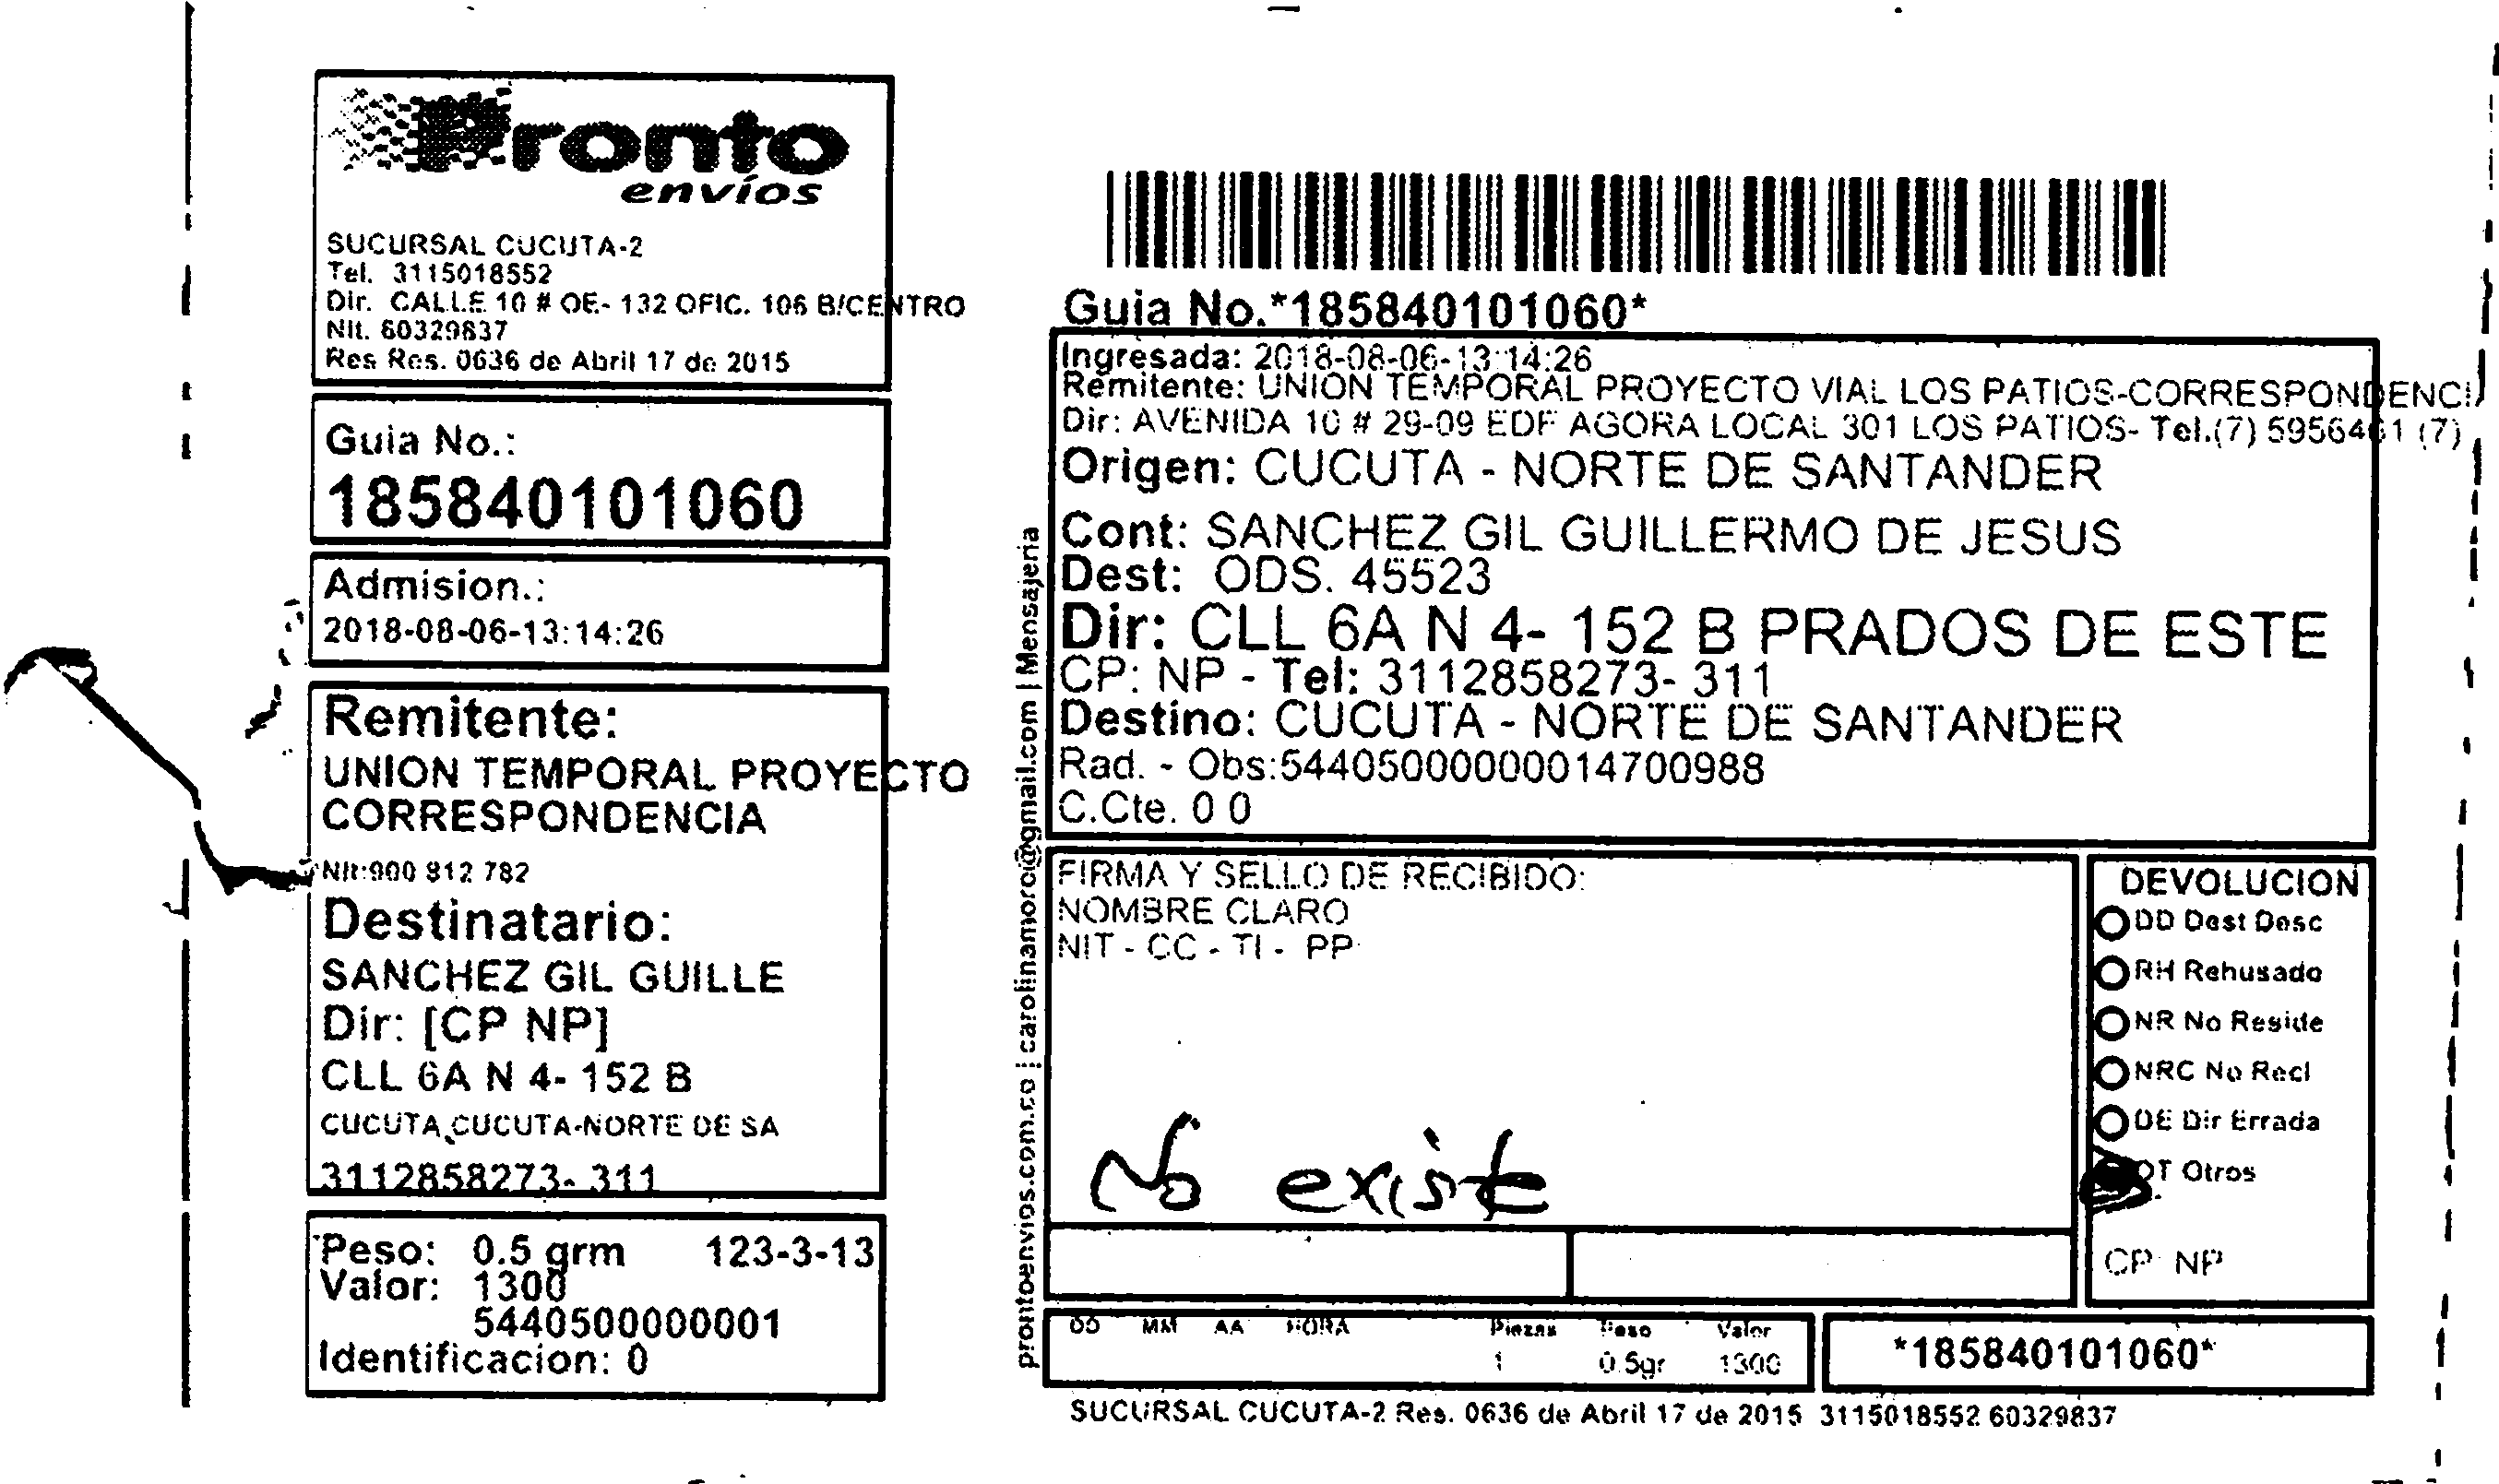 Pronto
envíos
SUCURSAL CUCUTA-2
Tel. 3115018552
Dir. CALLE 10 # OE- 132 OFIC. 106 B/CENTRO
Nit. 60329837
Res Res. 0636 de Abril 17 de 2015
Guia No.:
185840101060
Admision.:
2018-08-06-13:14:26
Remitente:
UNION TEMPORAL PROYECTO
CORRESPONDENCIA
Nit:900 812 782
Destinatario:
SANCHEZ GIL GUILLE
Dir: [CP NP]
CLL 6A N 4- 152 B
CUCUTA,CUCUTA-NORTE DE SA
3112858273- 311
Peso: 0.5 grm 123-3-13
Valor: 1300
5440500000001
Identificacion: 0
prontoenvios.com.co | carolinamoro@gmail.com | Mensajeria
Guia No.*185840101060*
Ingresada: 2018-08-06-13:14:26
Remitente: UNION TEMPORAL PROYECTO VIAL LOS PATIOS-CORRESPONDENCI
Dir: AVENIDA 10 # 29-09 EDF AGORA LOCAL 301 LOS PATIOS- Tel.(7) 5956461 (7)
Origen: CUCUTA - NORTE DE SANTANDER
Cont: SANCHEZ GIL GUILLERMO DE JESUS
Dest: ODS. 45523
Dir: CLL 6A N 4- 152 B PRADOS DE ESTE
CP: NP - Tel: 3112858273- 311
Destino: CUCUTA - NORTE DE SANTANDER
Rad. - Obs:544050000000014700988
C.Cte. 0 0
FIRMA Y SELLO DE RECIBIDO:
NOMBRE CLARO
NIT - CC - TI - PP
No existe
DEVOLUCION
DD Dest Desc
RH Rehusado
NR No Reside
NRC No Recl
DE Dir Errada
OT Otros
CP: NP
DD MM AA HORA Piezas Peso Valor
1 0.5gr 1300
*185840101060*
SUCURSAL CUCUTA-2 Res. 0636 de Abril 17 de 2015 3115018552 60329837